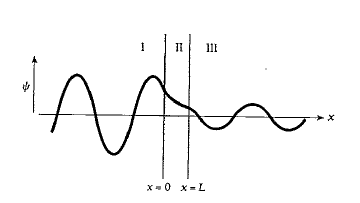 I II III
ψ
x
x = 0 x = L